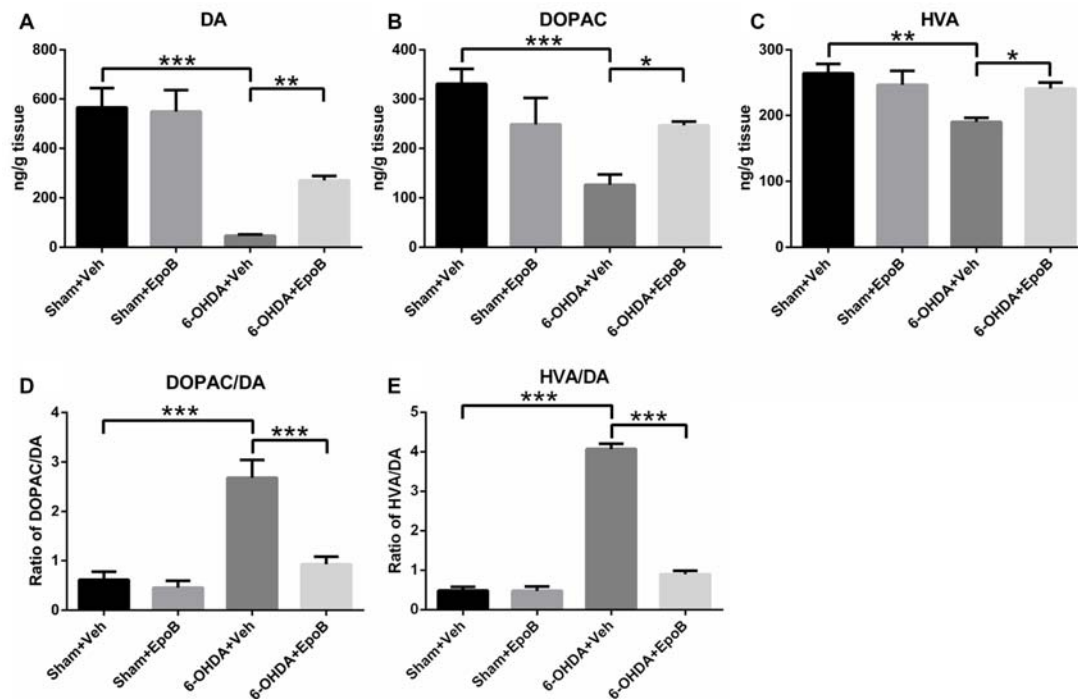 A
DA
ng/g tissue
800
600
400
200
0
***
**
Sham+Veh
Sham+EpoB
6-OHDA+Veh
6-OHDA+EpoB
B
DOPAC
ng/g tissue
400
300
200
100
0
***
*
Sham+Veh
Sham+EpoB
6-OHDA+Veh
6-OHDA+EpoB
C
HVA
ng/g tissue
300
200
100
0
**
*
Sham+Veh
Sham+EpoB
6-OHDA+Veh
6-OHDA+EpoB
D
DOPAC/DA
Ratio of DOPAC/DA
4
3
2
1
0
***
***
Sham+Veh
Sham+EpoB
6-OHDA+Veh
6-OHDA+EpoB
E
HVA/DA
Ratio of HVA/DA
5
4
3
2
1
0
***
***
Sham+Veh
Sham+EpoB
6-OHDA+Veh
6-OHDA+EpoB